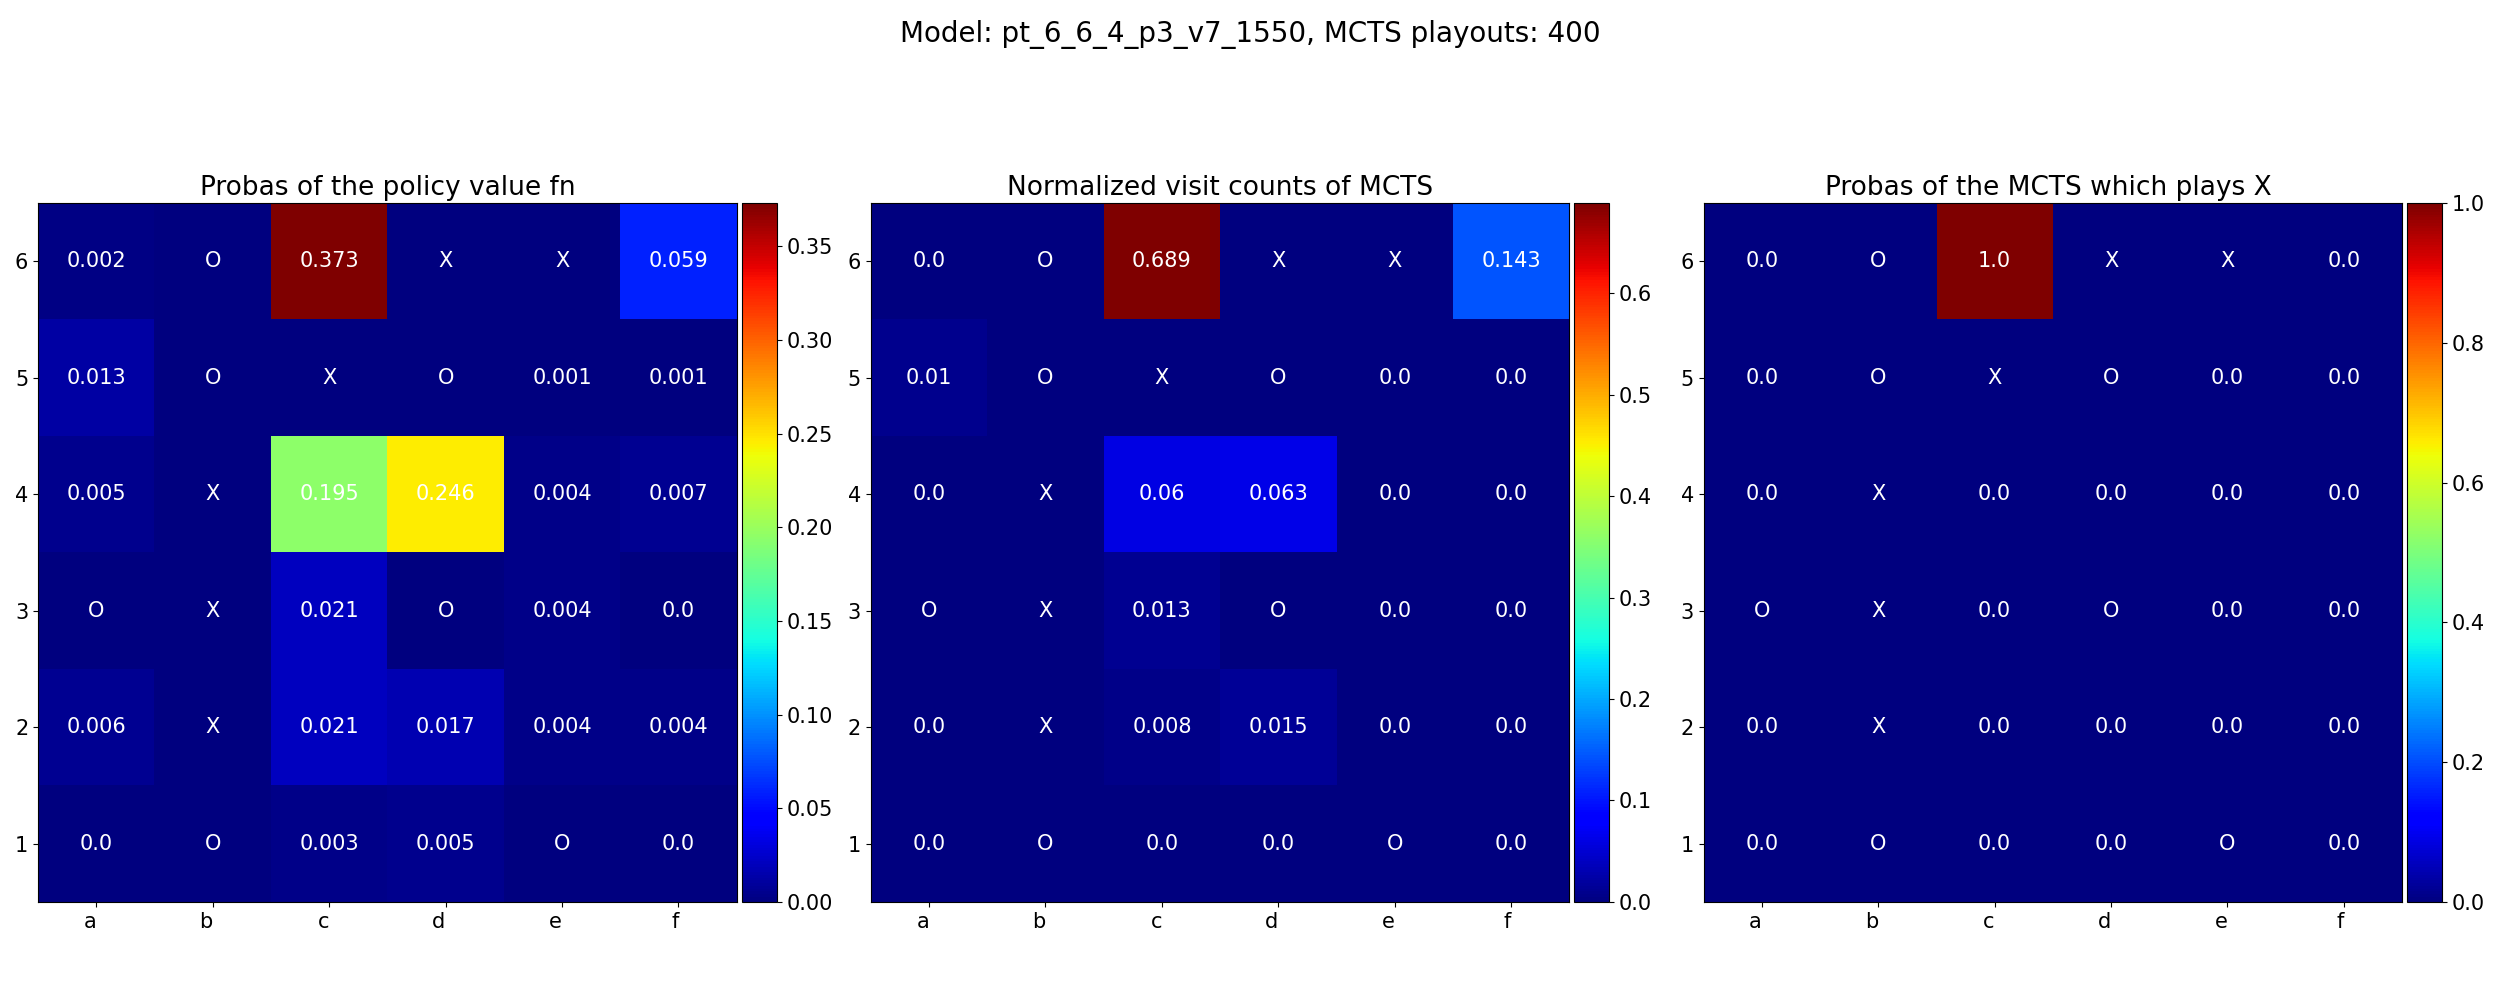 Model: pt_6_6_4_p3_v7_1550, MCTS playouts: 400
Probas of the policy value fn
6 0.002 O 0.373 X X 0.059
5 0.013 O X O 0.001 0.001
4 0.005 X 0.195 0.246 0.004 0.007
3 O X 0.021 O 0.004 0.0
2 0.006 X 0.021 0.017 0.004 0.004
1 0.0 O 0.003 0.005 O 0.0
a b c d e f
0.35
0.30
0.25
0.20
0.15
0.10
0.05
0.00
Normalized visit counts of MCTS
6 0.0 O 0.689 X X 0.143
5 0.01 O X O 0.0 0.0
4 0.0 X 0.06 0.063 0.0 0.0
3 O X 0.013 O 0.0 0.0
2 0.0 X 0.008 0.015 0.0 0.0
1 0.0 O 0.0 0.0 O 0.0
a b c d e f
0.6
0.5
0.4
0.3
0.2
0.1
0.0
Probas of the MCTS which plays X
6 0.0 O 1.0 X X 0.0
5 0.0 O X O 0.0 0.0
4 0.0 X 0.0 0.0 0.0 0.0
3 O X 0.0 O 0.0 0.0
2 0.0 X 0.0 0.0 0.0 0.0
1 0.0 O 0.0 0.0 O 0.0
a b c d e f
1.0
0.8
0.6
0.4
0.2
0.0